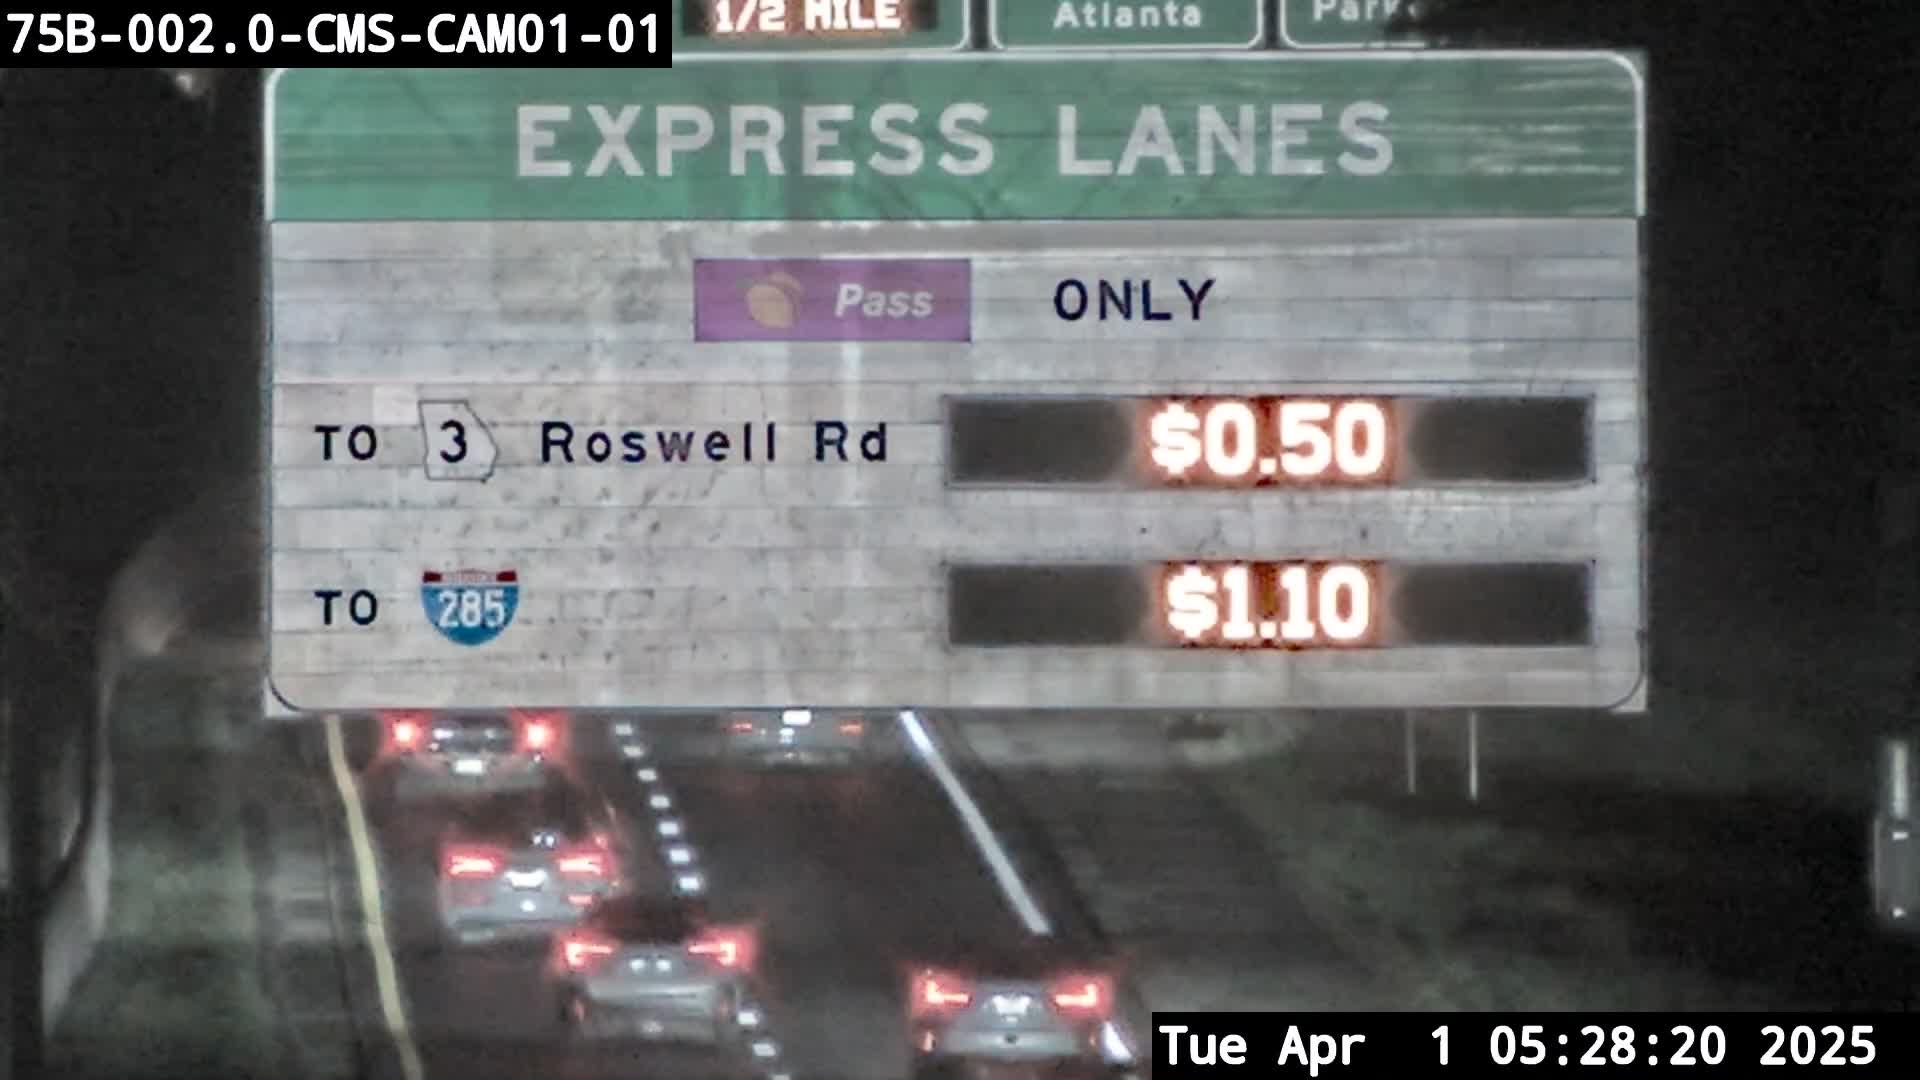 75B-002.0-CMS-CAM01-01
1/2 MILE
Atlanta
Park
EXPRESS LANES
Pass ONLY
TO 3 Roswell Rd $0.50
TO 285 $1.10
Tue Apr 1 05:28:20 2025